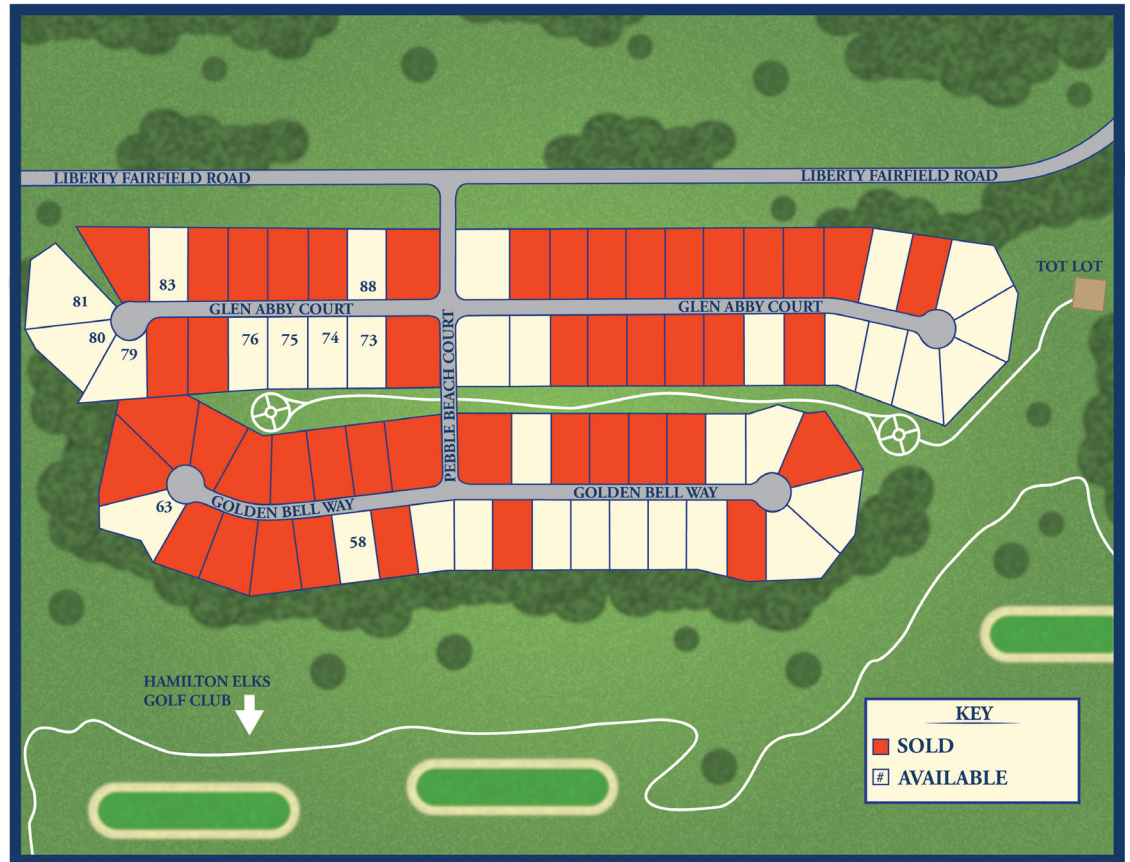 LIBERTY FAIRFIELD ROAD
LIBERTY FAIRFIELD ROAD
TOT LOT
83
88
81
GLEN ABBY COURT
GLEN ABBY COURT
80
79
76
75
74
73
PEBBLE BEACH COURT
63
GOLDEN BELL WAY
GOLDEN BELL WAY
58
HAMILTON ELKS
GOLF CLUB
KEY
SOLD
# AVAILABLE